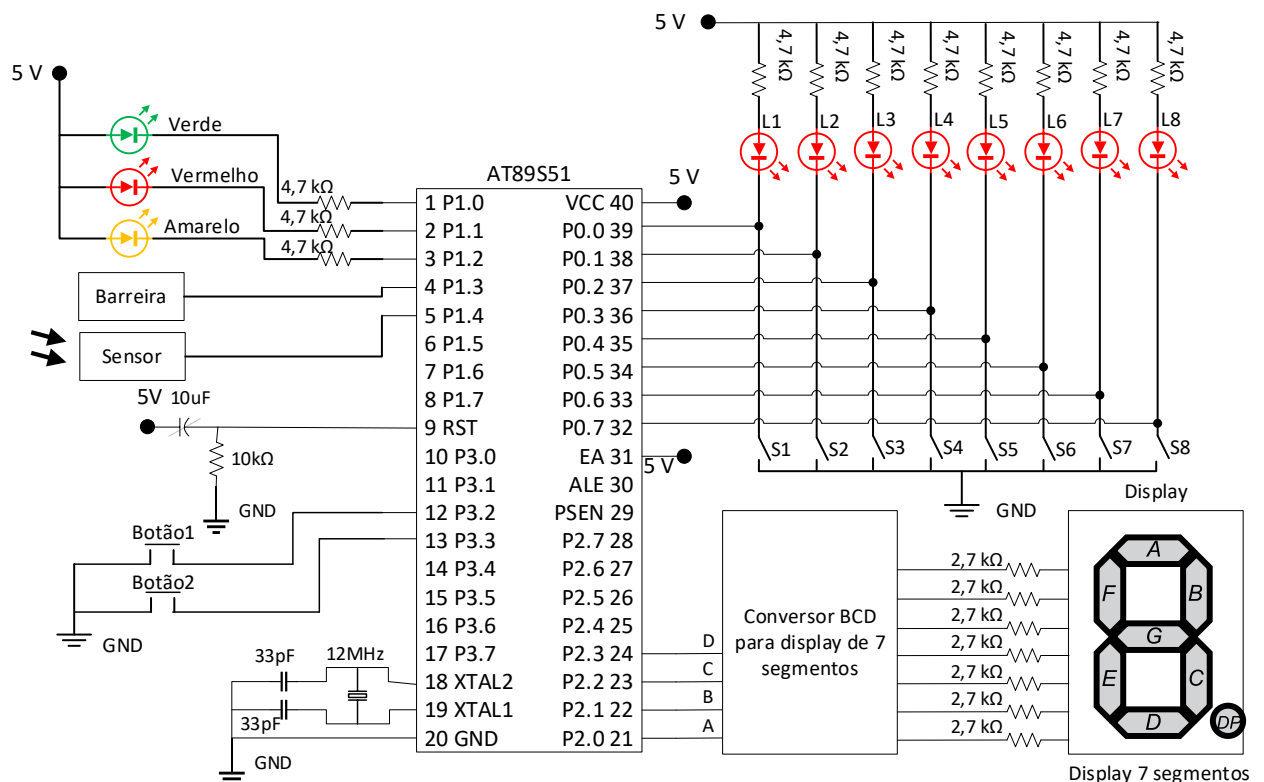 5 V
4,7 kΩ
4,7 kΩ
4,7 kΩ
4,7 kΩ
4,7 kΩ
4,7 kΩ
4,7 kΩ
4,7 kΩ
L1
L2
L3
L4
L5
L6
L7
L8
5 V
Verde
Vermelho
Amarelo
4,7 kΩ
4,7 kΩ
4,7 kΩ
Barreira
Sensor
5V
10uF
10kΩ
GND
Botão1
Botão2
GND
33pF
12MHz
33pF
GND
AT89S51
1 P1.0
2 P1.1
3 P1.2
4 P1.3
5 P1.4
6 P1.5
7 P1.6
8 P1.7
9 RST
10 P3.0
11 P3.1
12 P3.2
13 P3.3
14 P3.4
15 P3.5
16 P3.6
17 P3.7
18 XTAL2
19 XTAL1
20 GND
VCC 40
P0.0 39
P0.1 38
P0.2 37
P0.3 36
P0.4 35
P0.5 34
P0.6 33
P0.7 32
EA 31
ALE 30
PSEN 29
P2.7 28
P2.6 27
P2.5 26
P2.4 25
P2.3 24
P2.2 23
P2.1 22
P2.0 21
5 V
5 V
S1
S2
S3
S4
S5
S6
S7
S8
GND
D
C
B
A
Conversor BCD
para display de 7
segmentos
2,7 kΩ
2,7 kΩ
2,7 kΩ
2,7 kΩ
2,7 kΩ
2,7 kΩ
2,7 kΩ
Display
A
F
B
G
E
C
D
DP
Display 7 segmentos